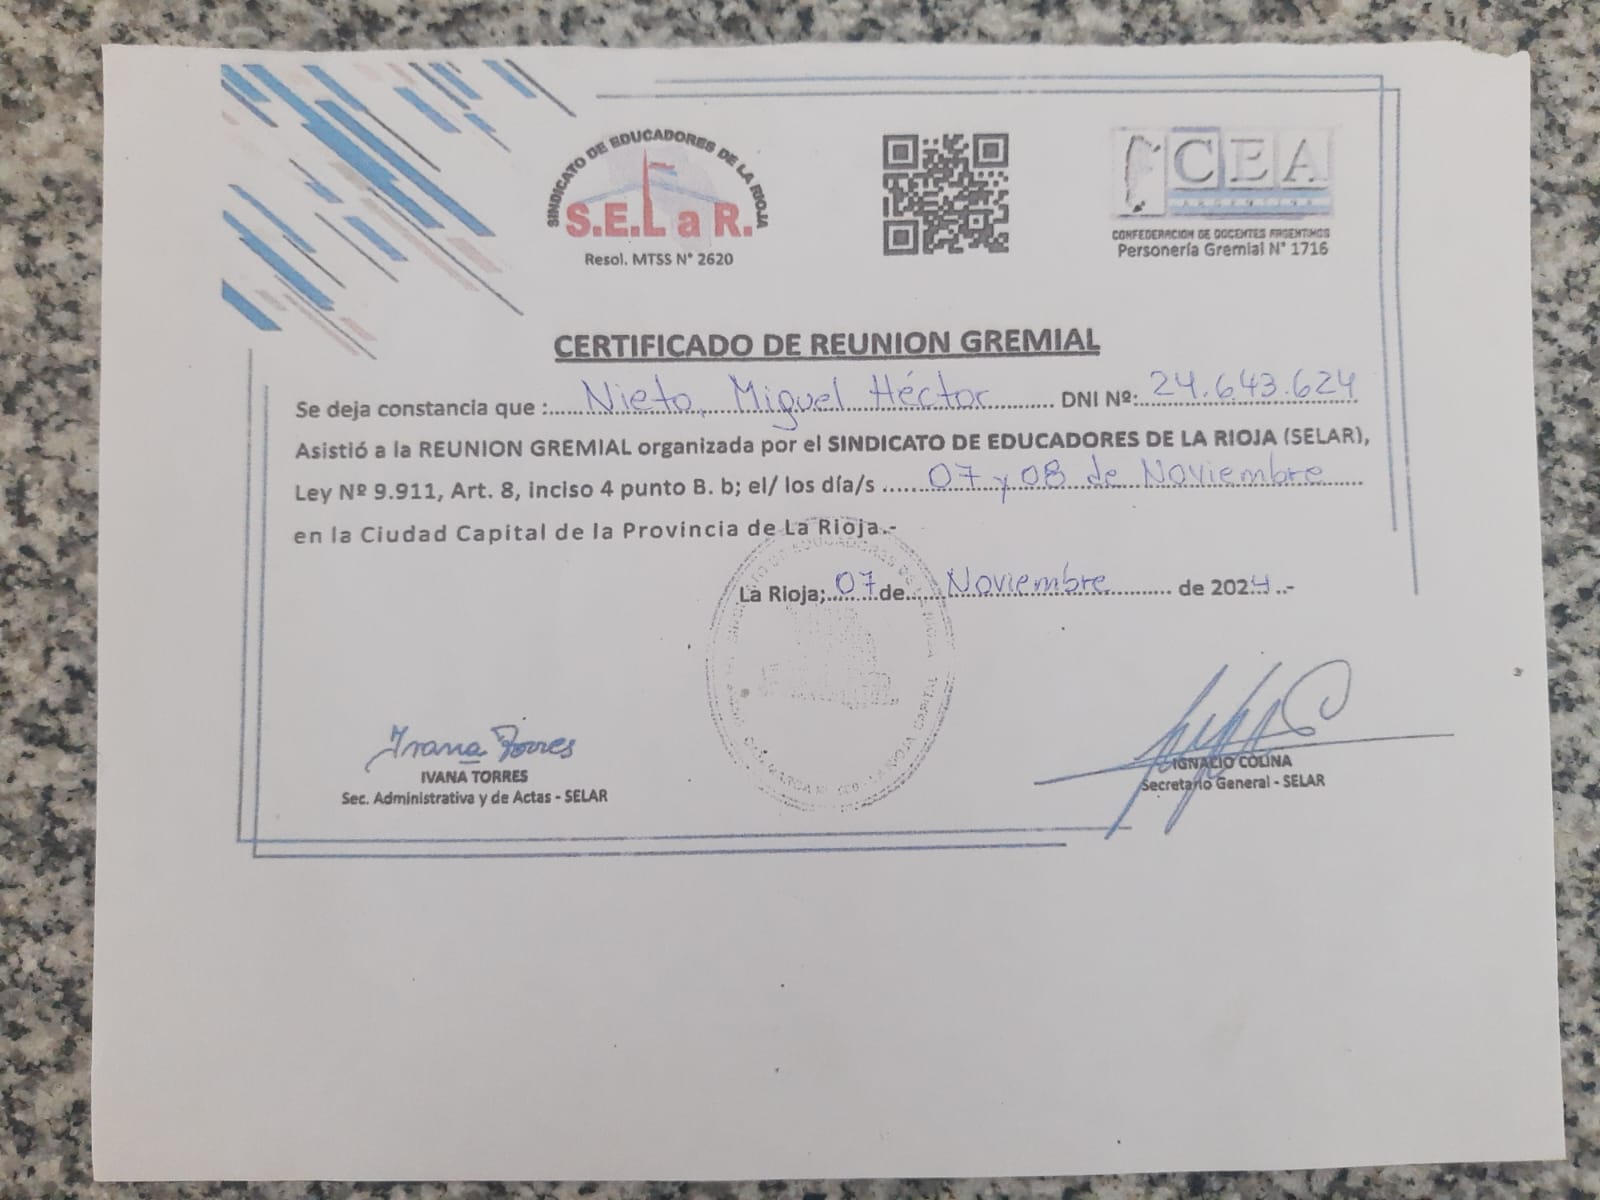 SINDICATO DE EDUCADORES DE LA RIOJA
S.E.L a R.
Resol. MTSS N° 2620
CEA
ARGENTINA
CONFEDERACION DE DOCENTES ARGENTINOS
Personería Gremial N° 1716
CERTIFICADO DE REUNION GREMIAL
Se deja constancia que :..... Nieto, Miguel Héctor ........... DNI Nº: 24.643.624
Asistió a la REUNION GREMIAL organizada por el SINDICATO DE EDUCADORES DE LA RIOJA (SELAR),
Ley Nº 9.911, Art. 8, inciso 4 punto B. b; el/ los día/s ..... 07 y 08 de Noviembre .....
en la Ciudad Capital de la Provincia de La Rioja.-
La Rioja; 07 de Noviembre de 2024 ..-
Ivana Torres
IVANA TORRES
Sec. Administrativa y de Actas - SELAR
IGNACIO COLINA
Secretario General - SELAR